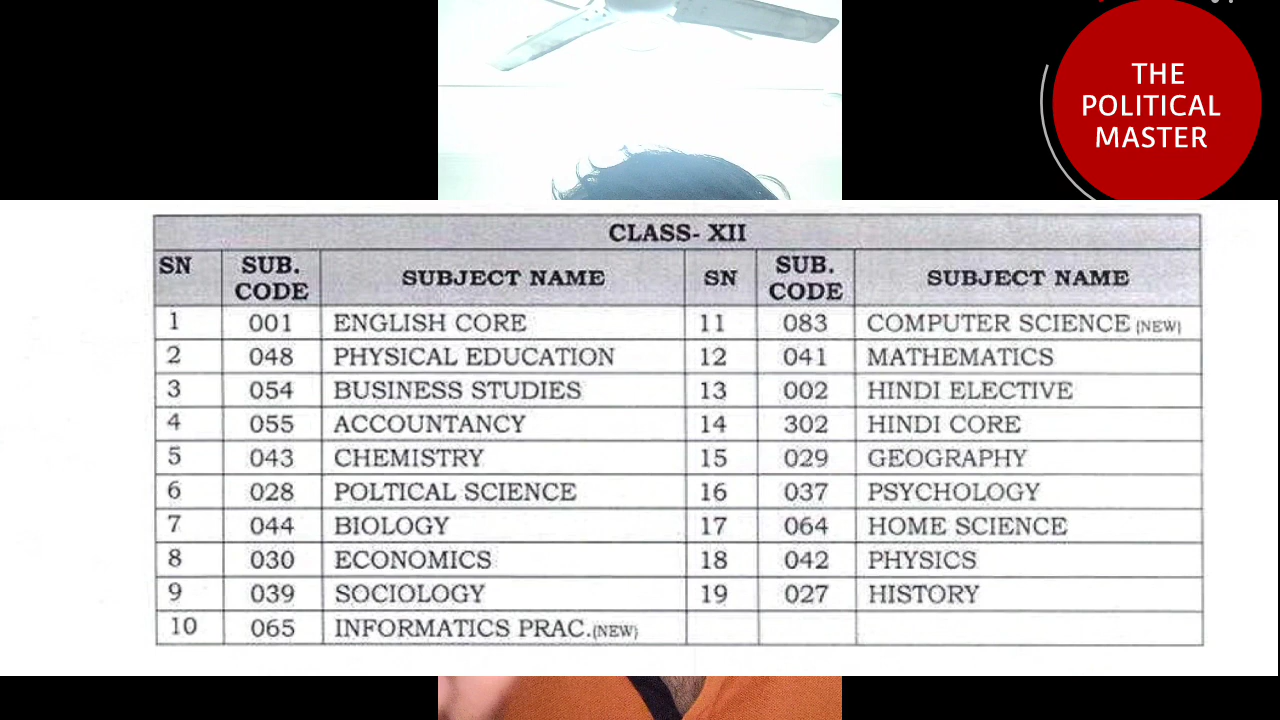 THE
POLITICAL
MASTER
CLASS- XII
SN SUB. CODE SUBJECT NAME SN SUB. CODE SUBJECT NAME
1 001 ENGLISH CORE 11 083 COMPUTER SCIENCE (NEW)
2 048 PHYSICAL EDUCATION 12 041 MATHEMATICS
3 054 BUSINESS STUDIES 13 002 HINDI ELECTIVE
4 055 ACCOUNTANCY 14 302 HINDI CORE
5 043 CHEMISTRY 15 029 GEOGRAPHY
6 028 POLTICAL SCIENCE 16 037 PSYCHOLOGY
7 044 BIOLOGY 17 064 HOME SCIENCE
8 030 ECONOMICS 18 042 PHYSICS
9 039 SOCIOLOGY 19 027 HISTORY
10 065 INFORMATICS PRAC.(NEW)